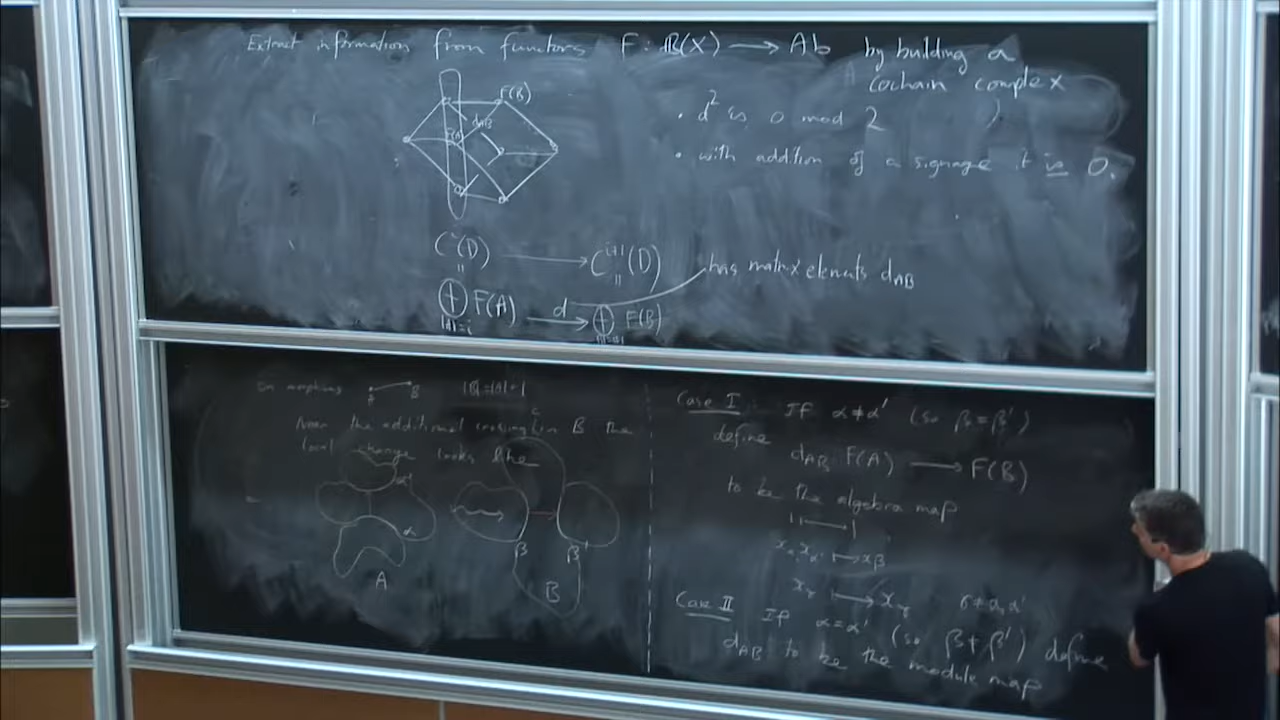 Extract information from functors F : B(X) → Ab by building a
cochain complex
F(B)
d_AB
F(A)
· d² is 0 mod 2
· with addition of a signage it is 0.
Cⁱ(D) → Cⁱ⁺¹(D)
has matrix elements d_AB
⊕ F(A) d → ⊕ F(B)
|A|=i
On morphisms
A B
|B|=|A|+1
Near the additional crossing in B the
local change looks like
α'
α
A
β β'
B
Case I : If α≠α' (so β=β')
define
d_AB : F(A) → F(B)
to be the algebra map
1 ↦ 1
x_α, x_α' ↦ x_β
x_γ ↦ x_γ
Case II If α=α' (so β≠β') define
d_AB to be the module map